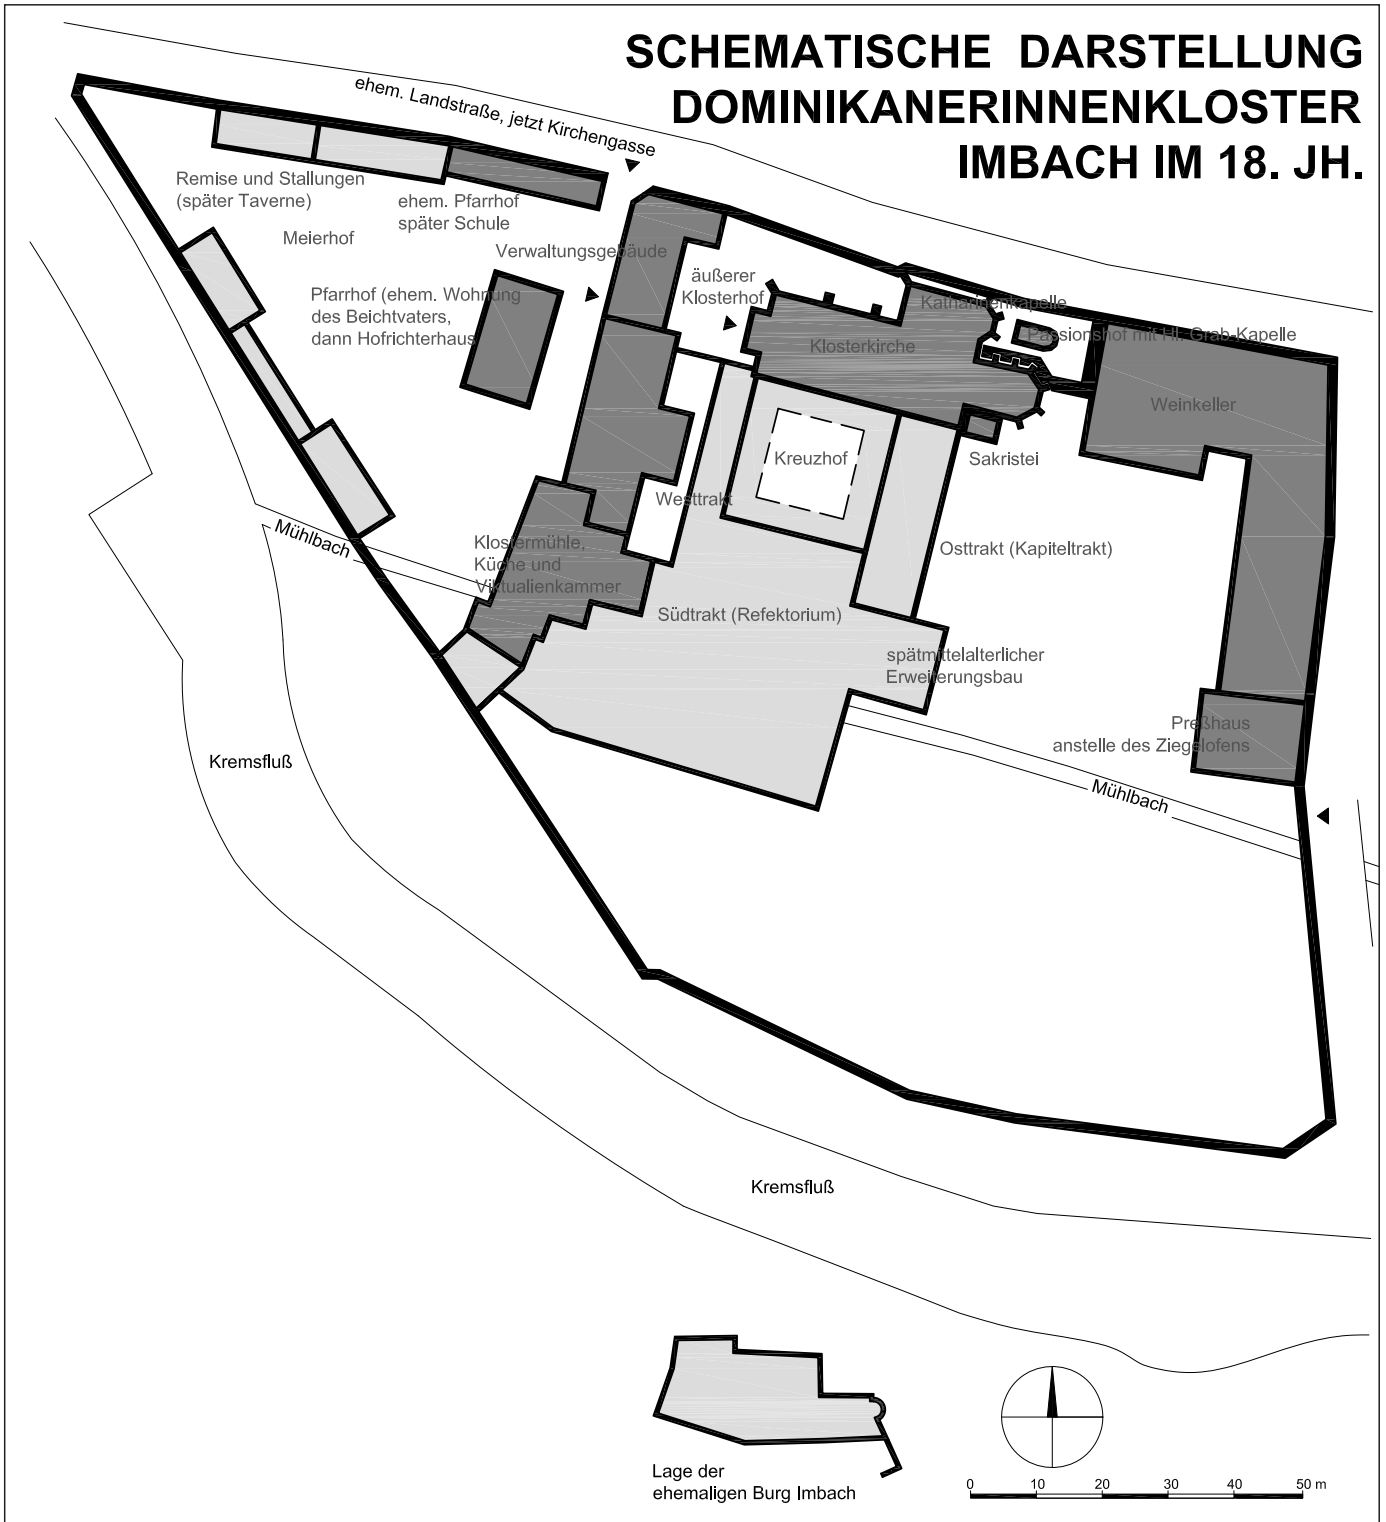 SCHEMATISCHE DARSTELLUNG
DOMINIKANERINNENKLOSTER
IMBACH IM 18. JH.
ehem. Landstraße, jetzt Kirchengasse
Remise und Stallungen
(später Taverne)
ehem. Pfarrhof
später Schule
Meierhof
Verwaltungsgebäude
äußerer
Klosterhof
Pfarrhof (ehem. Wohnung
des Beichtvaters,
dann Hofrichterhaus
Katharinenkapelle
Passionshof mit Hl. Grab-Kapelle
Klosterkirche
Weinkeller
Kreuzhof
Sakristei
Westtrakt
Mühlbach
Klostermühle,
Küche und
Viktualienkammer
Osttrakt (Kapiteltrakt)
Südtrakt (Refektorium)
spätmittelalterlicher
Erweiterungsbau
Preßhaus
anstelle des Ziegelofens
Kremsfluß
Mühlbach
Kremsfluß
Lage der
ehemaligen Burg Imbach
0 10 20 30 40 50 m